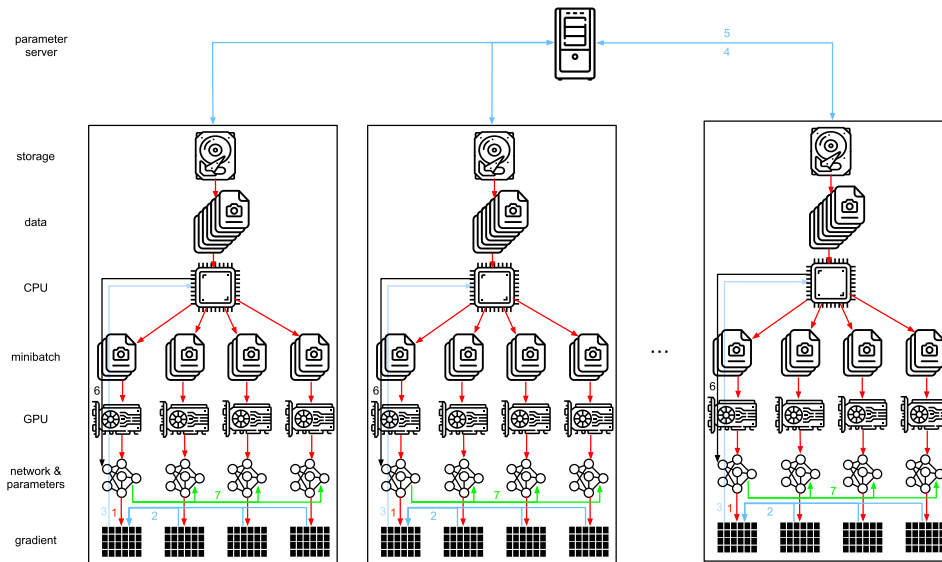 parameter
server
5
4
storage
data
CPU
minibatch
...
6
6
6
GPU
network &
parameters
7
7
7
3
1
2
3
1
2
3
1
2
gradient